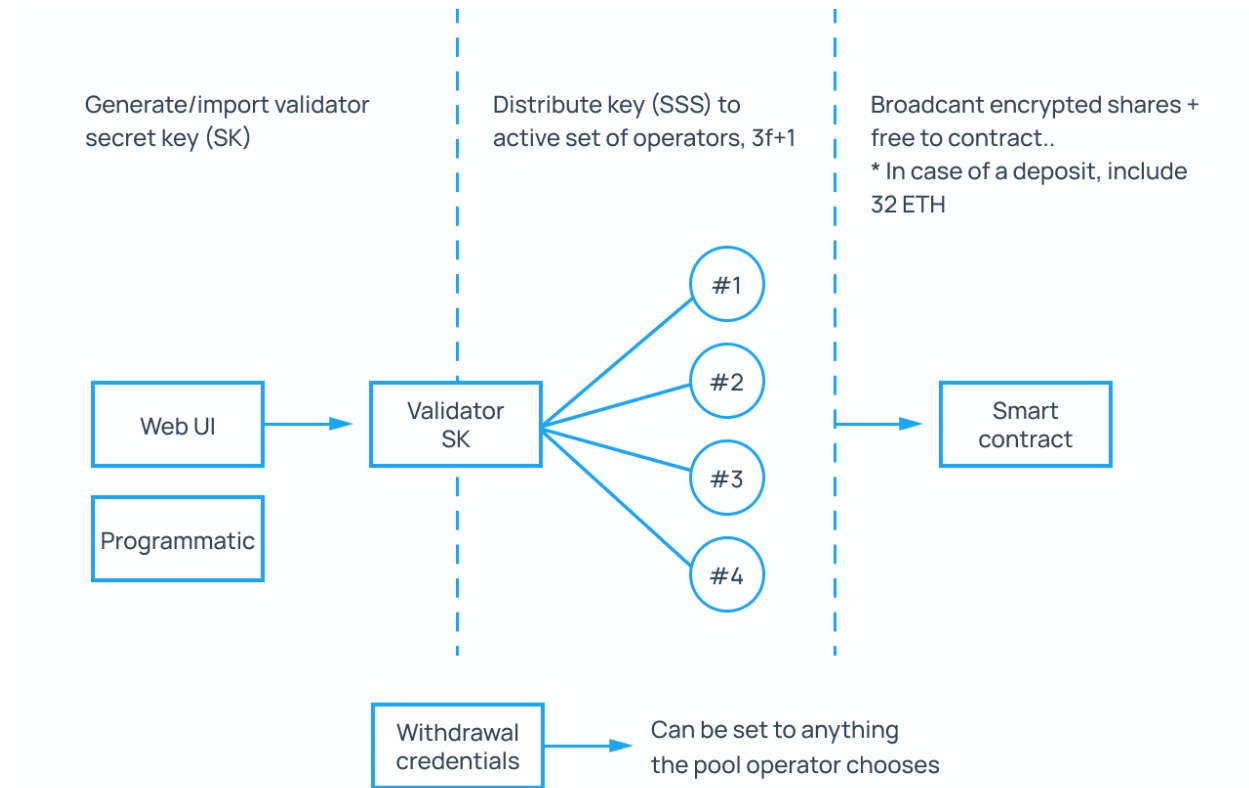 Generate/import validator
secret key (SK)
Distribute key (SSS) to
active set of operators, 3f+1
Broadcant encrypted shares +
free to contract..
* In case of a deposit, include
32 ETH
Web UI
Programmatic
Validator
SK
#1
#2
#3
#4
Smart
contract
Withdrawal
credentials
Can be set to anything
the pool operator chooses